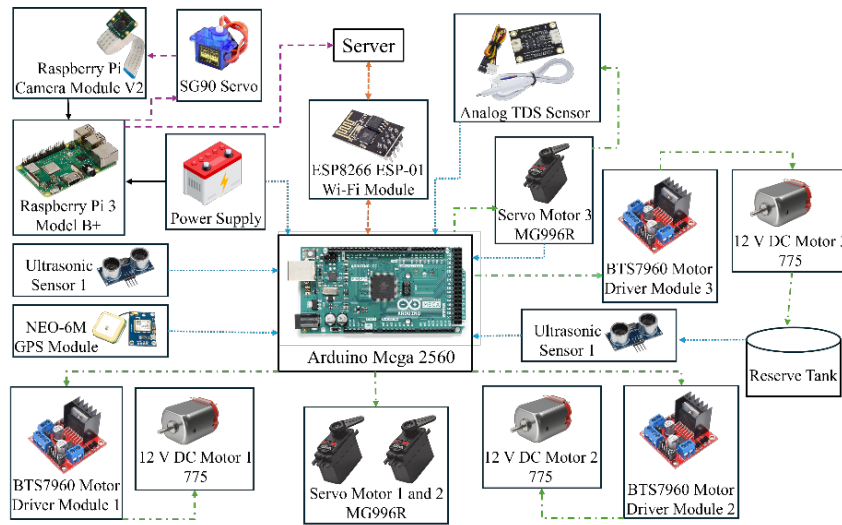 Raspberry Pi
Camera Module V2
SG90 Servo
Server
Analog TDS Sensor
Raspberry Pi 3
Model B+
Power Supply
ESP8266 ESP-01
Wi-Fi Module
Servo Motor 3
MG996R
BTS7960 Motor
Driver Module 3
12 V DC Motor 3
775
Ultrasonic
Sensor 1
NEO-6M
GPS Module
Arduino Mega 2560
Ultrasonic
Sensor 1
Reserve Tank
BTS7960 Motor
Driver Module 1
12 V DC Motor 1
775
Servo Motor 1 and 2
MG996R
12 V DC Motor 2
775
BTS7960 Motor
Driver Module 2